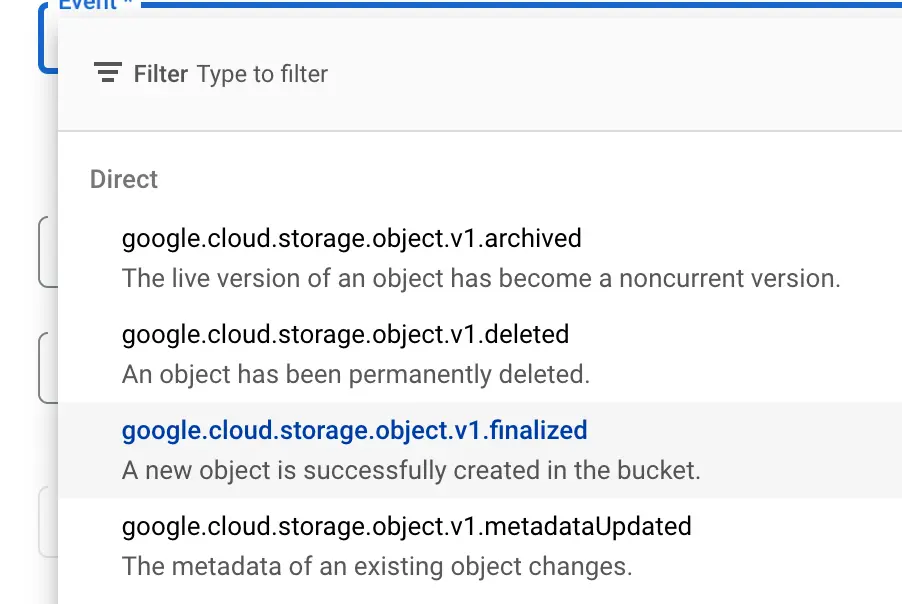 Event *
Filter Type to filter
Direct
google.cloud.storage.object.v1.archived
The live version of an object has become a noncurrent version.
google.cloud.storage.object.v1.deleted
An object has been permanently deleted.
google.cloud.storage.object.v1.finalized
A new object is successfully created in the bucket.
google.cloud.storage.object.v1.metadataUpdated
The metadata of an existing object changes.